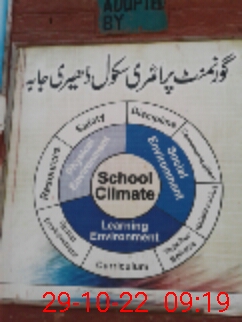 ADOPTED
BY
گورنمنٹ پرائمری سکول ڈھیری جابہ
Safety
Discipline
Resources
Physical
Environment
Social
Environment
School
Climate
Learning
Environment
Curriculum
29-10-22 09:19